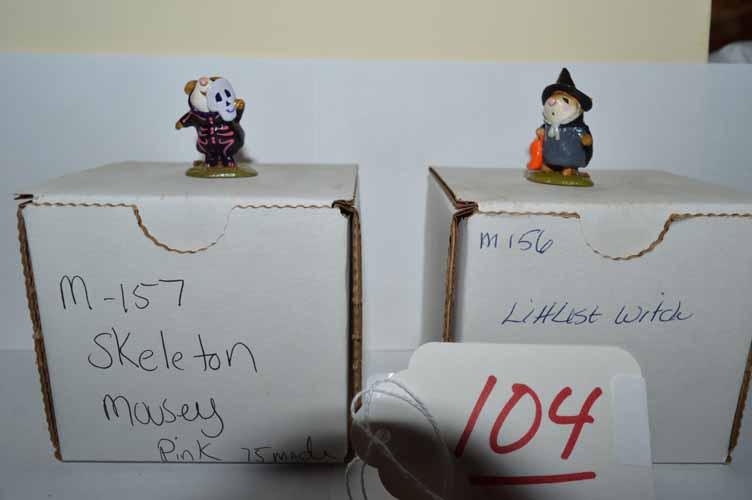 M-157
Skeleton
Mousey
Pink 75 made
M156
Littlest Witch
104